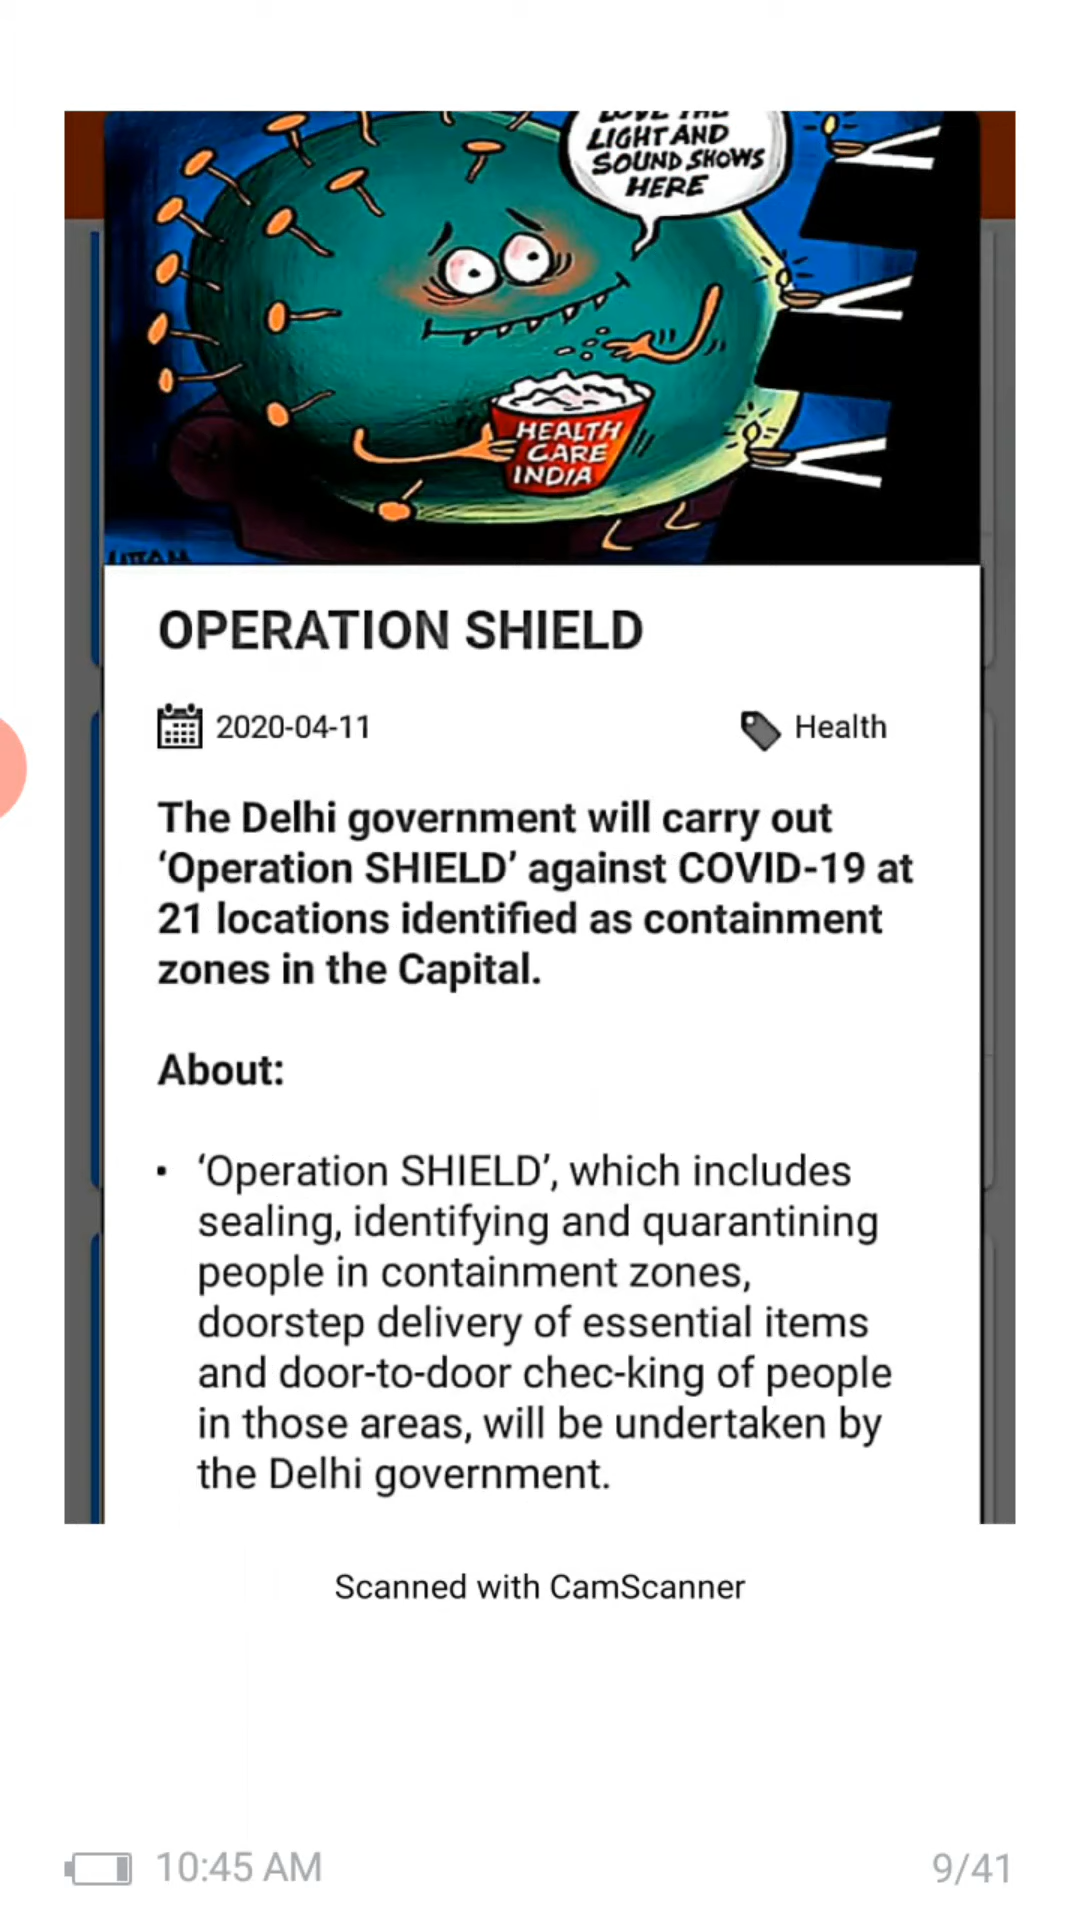 LOVE THE
LIGHT AND
SOUND SHOWS
HERE
HEALTH
CARE
INDIA
UTTAM
OPERATION SHIELD
2020-04-11 Health
The Delhi government will carry out
‘Operation SHIELD’ against COVID-19 at
21 locations identified as containment
zones in the Capital.
About:
▪ ‘Operation SHIELD’, which includes
sealing, identifying and quarantining
people in containment zones,
doorstep delivery of essential items
and door-to-door chec-king of people
in those areas, will be undertaken by
the Delhi government.
Scanned with CamScanner
10:45 AM 9/41